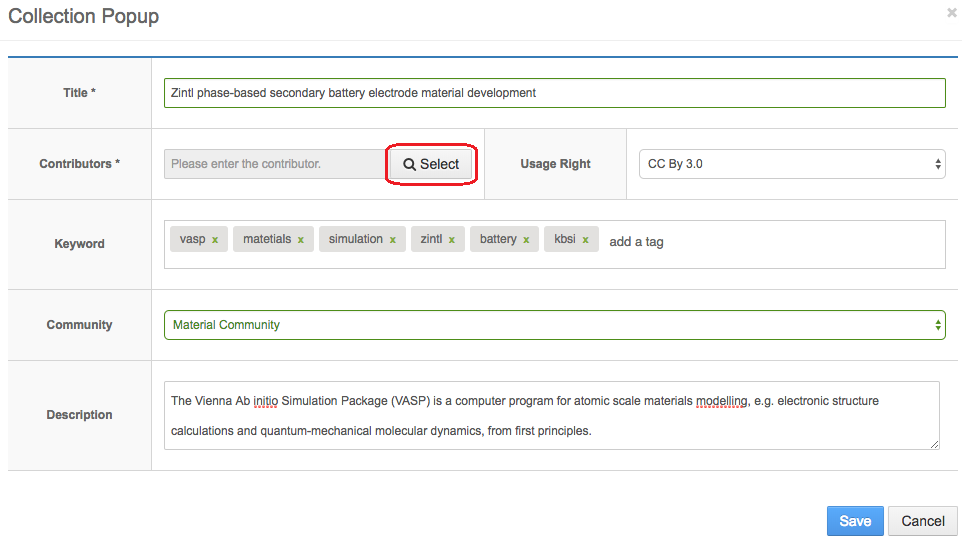 Collection Popup
×
Title *
Zintl phase-based secondary battery electrode material development
Contributors *
Please enter the contributor.
Select
Usage Right
CC By 3.0
Keyword
vasp x matetials x simulation x zintl x battery x kbsi x add a tag
Community
Material Community
Description
The Vienna Ab initio Simulation Package (VASP) is a computer program for atomic scale materials modelling, e.g. electronic structure
calculations and quantum-mechanical molecular dynamics, from first principles.
Save
Cancel